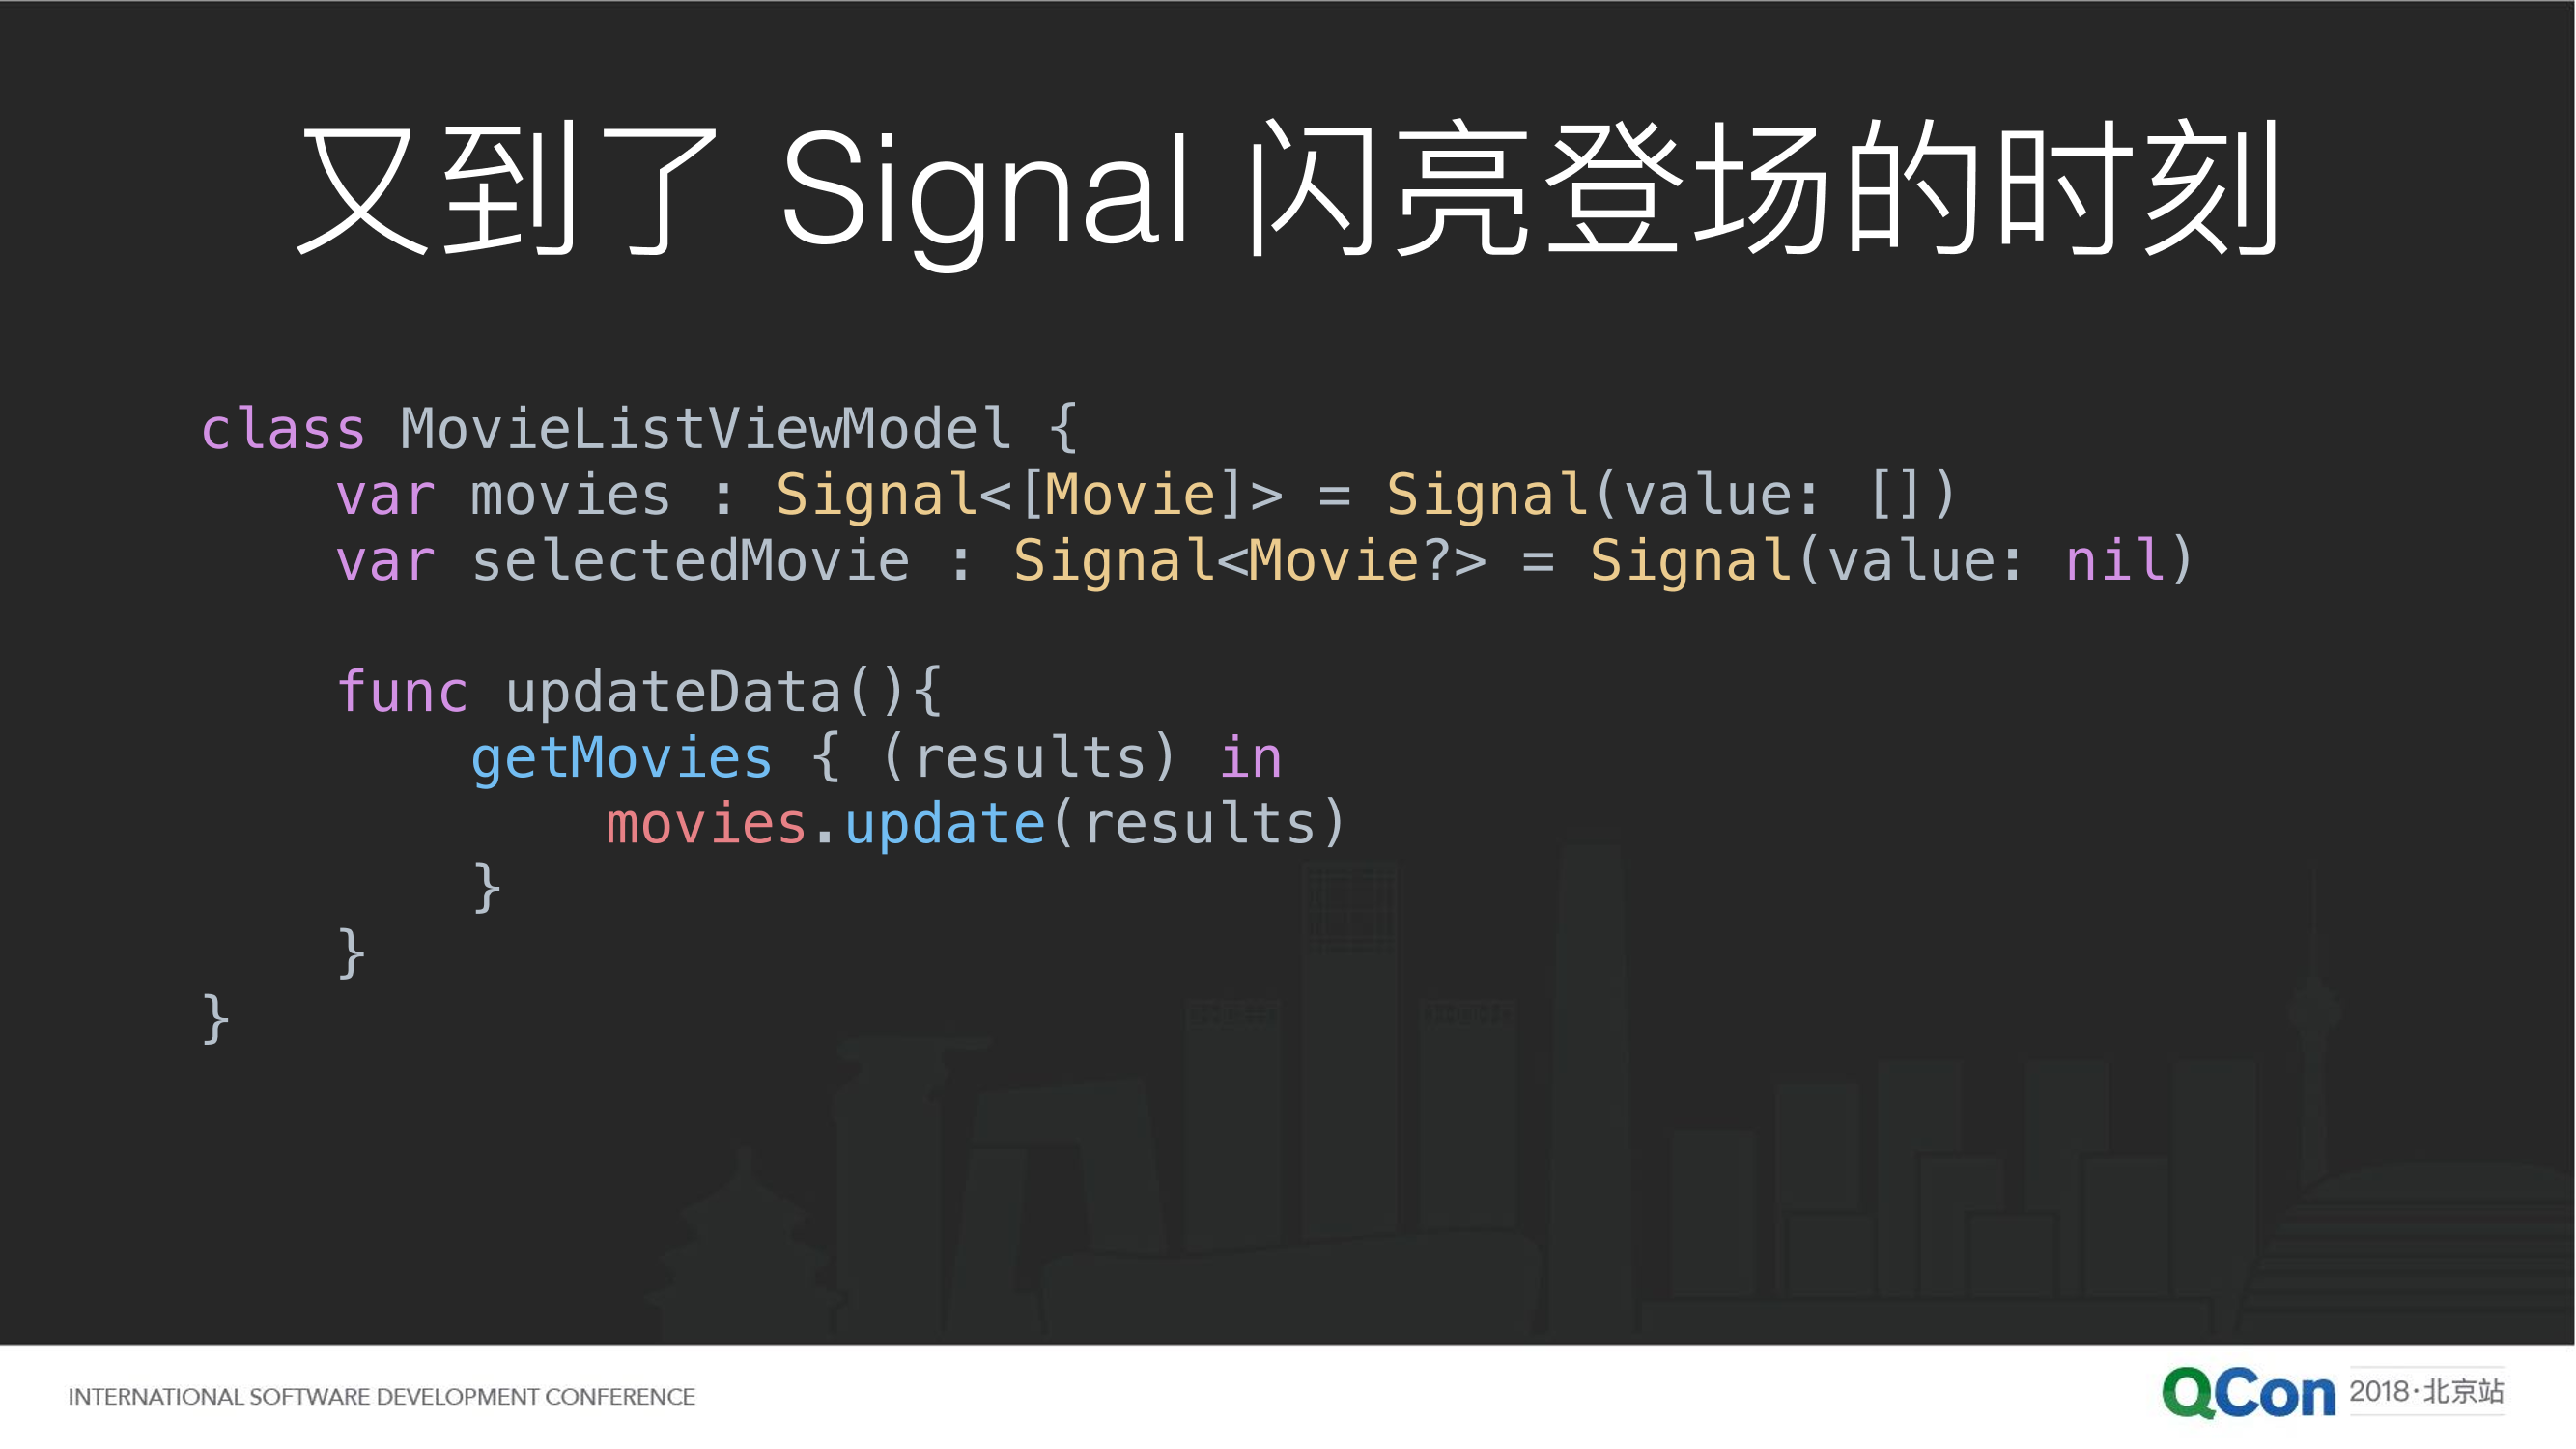 又到了 Signal 闪亮登场的时刻
class MovieListViewModel {
    var movies : Signal<[Movie]> = Signal(value: [])
    var selectedMovie : Signal<Movie?> = Signal(value: nil)
    func updateData(){
        getMovies { (results) in
            movies.update(results)
        }
    }
}
INTERNATIONAL SOFTWARE DEVELOPMENT CONFERENCE
QCon 2018·北京站